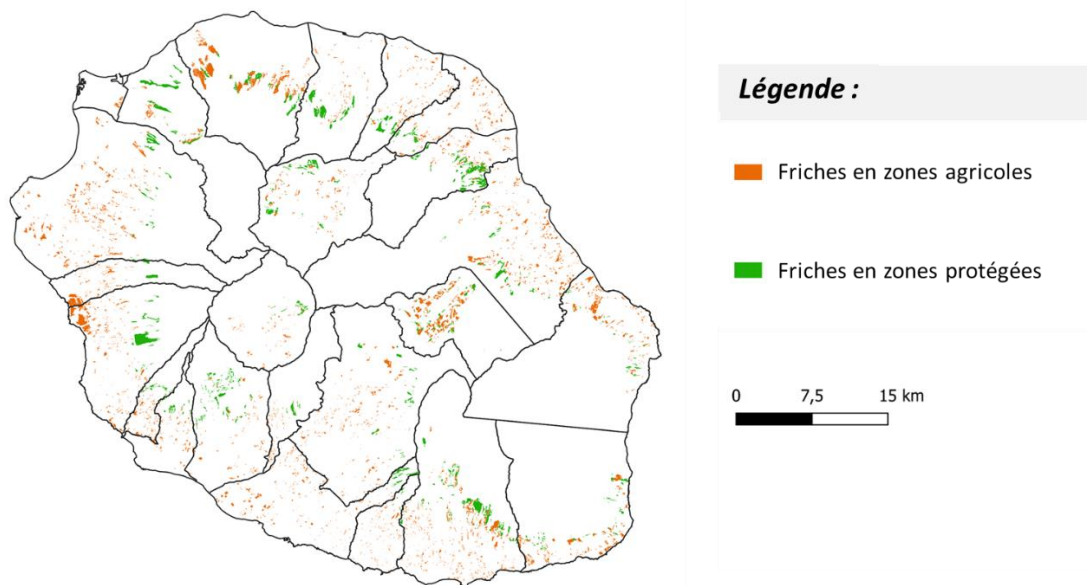 Légende :
Friches en zones agricoles
Friches en zones protégées
0 7,5 15 km